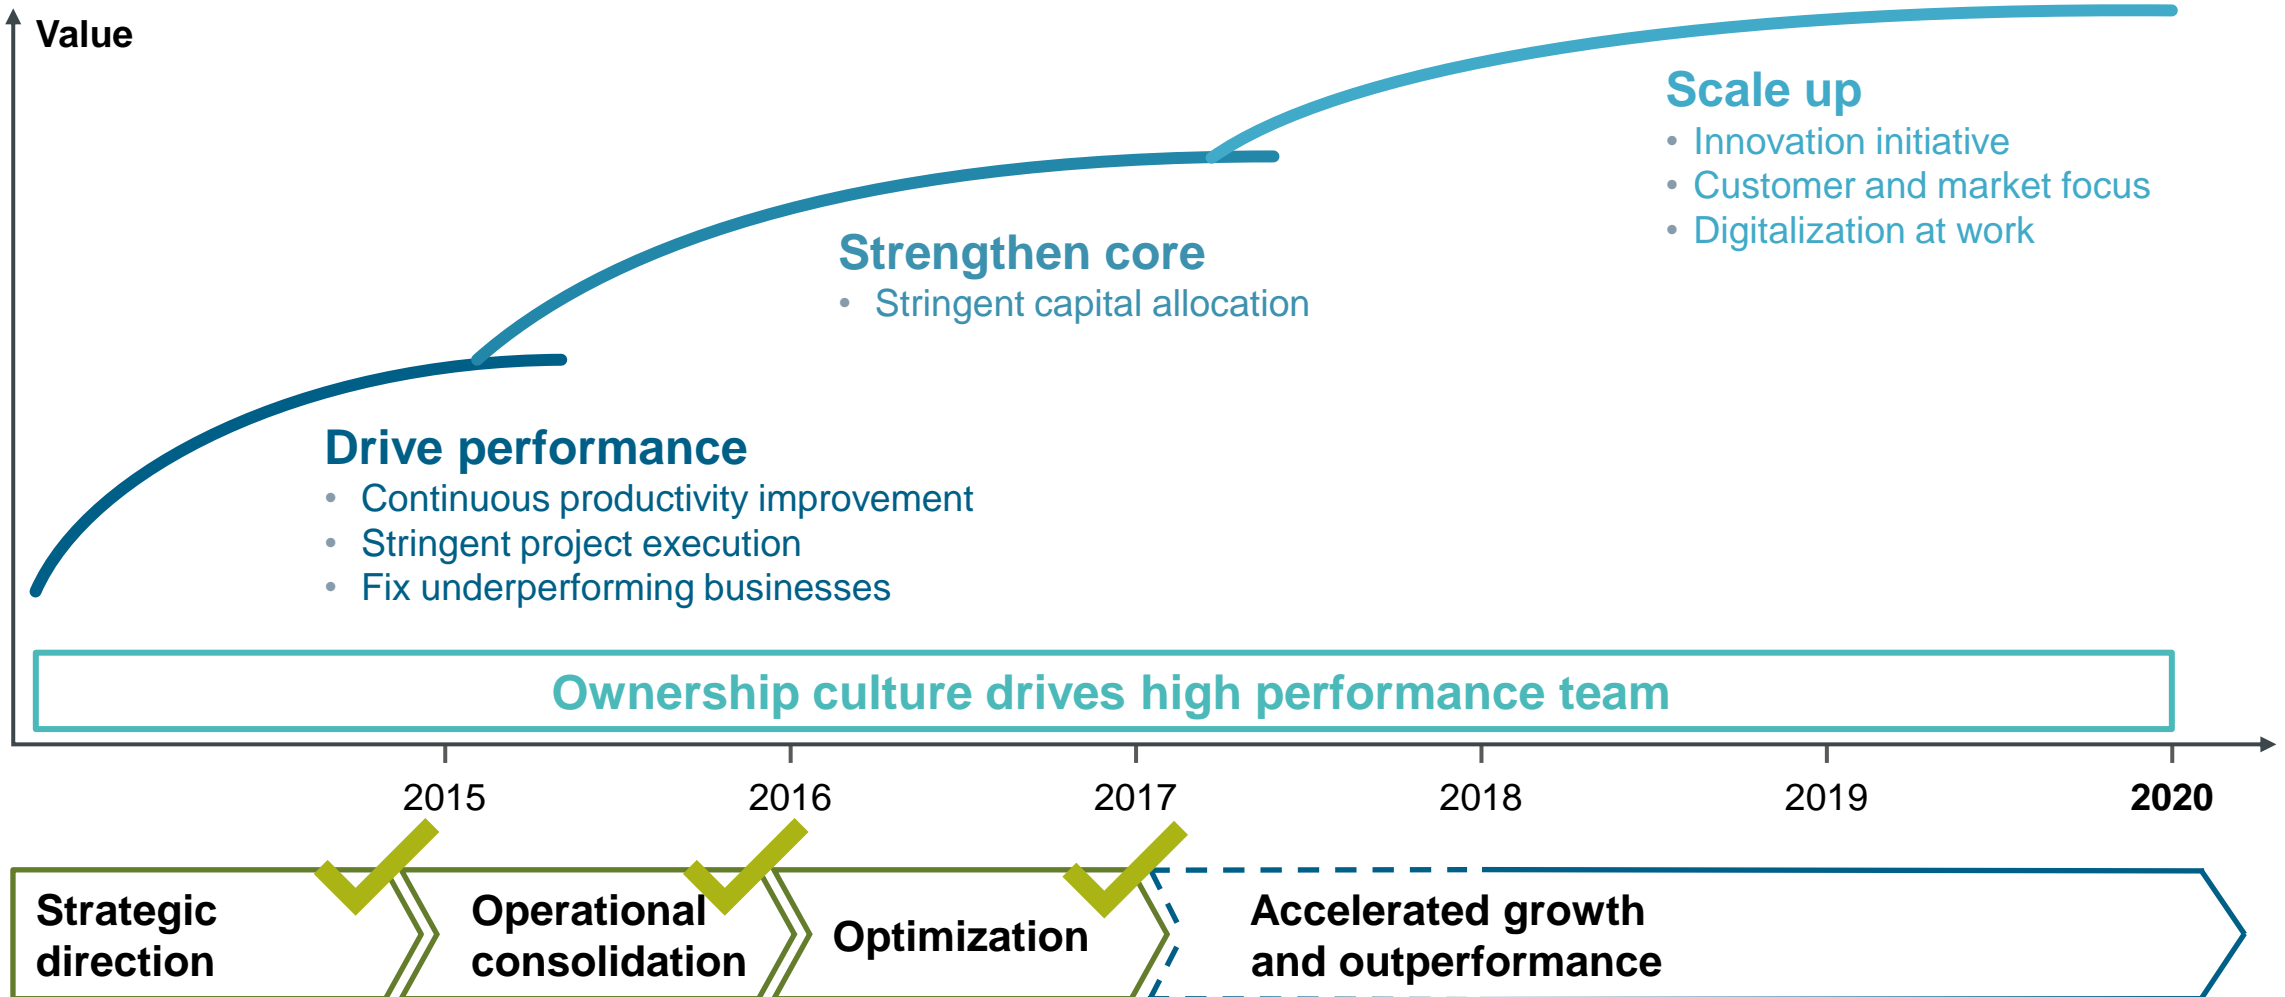 Value
Scale up
• Innovation initiative
• Customer and market focus
• Digitalization at work
Strengthen core
• Stringent capital allocation
Drive performance
• Continuous productivity improvement
• Stringent project execution
• Fix underperforming businesses
Ownership culture drives high performance team
2015 2016 2017 2018 2019 2020
Strategic
direction
Operational
consolidation
Optimization
Accelerated growth
and outperformance